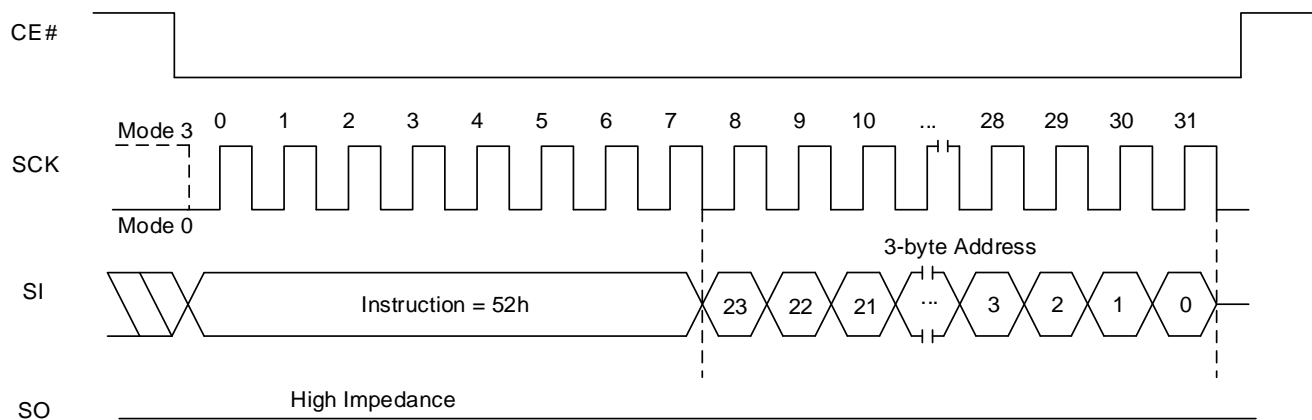 CE#
Mode 3
0 1 2 3 4 5 6 7 8 9 10 ... 28 29 30 31
SCK
Mode 0
3-byte Address
SI
Instruction = 52h
23 22 21 ... 3 2 1 0
High Impedance
SO